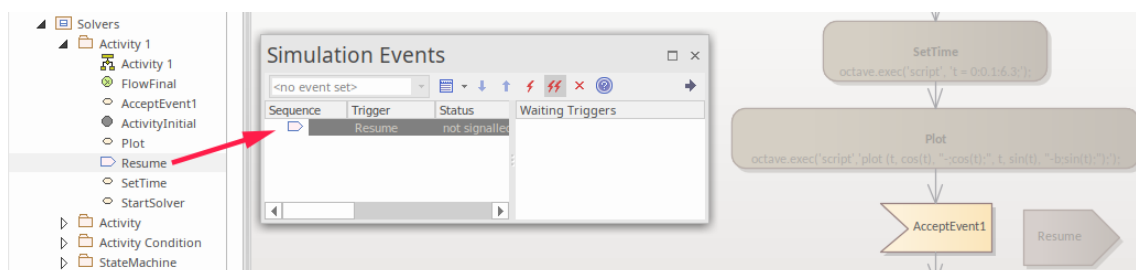 Solvers
Activity 1
Activity 1
FlowFinal
AcceptEvent1
ActivityInitial
Plot
Resume
SetTime
StartSolver
Activity
Activity Condition
StateMachine
Simulation Events
<no event set>
Sequence Trigger Status Waiting Triggers
Resume not signalled
SetTime
octave.exec('script', 't = 0:0.1:6.3;');
Plot
octave.exec('script','plot (t, cos(t), "-;cos(t);", t, sin(t), "-b;sin(t);");');
AcceptEvent1
Resume